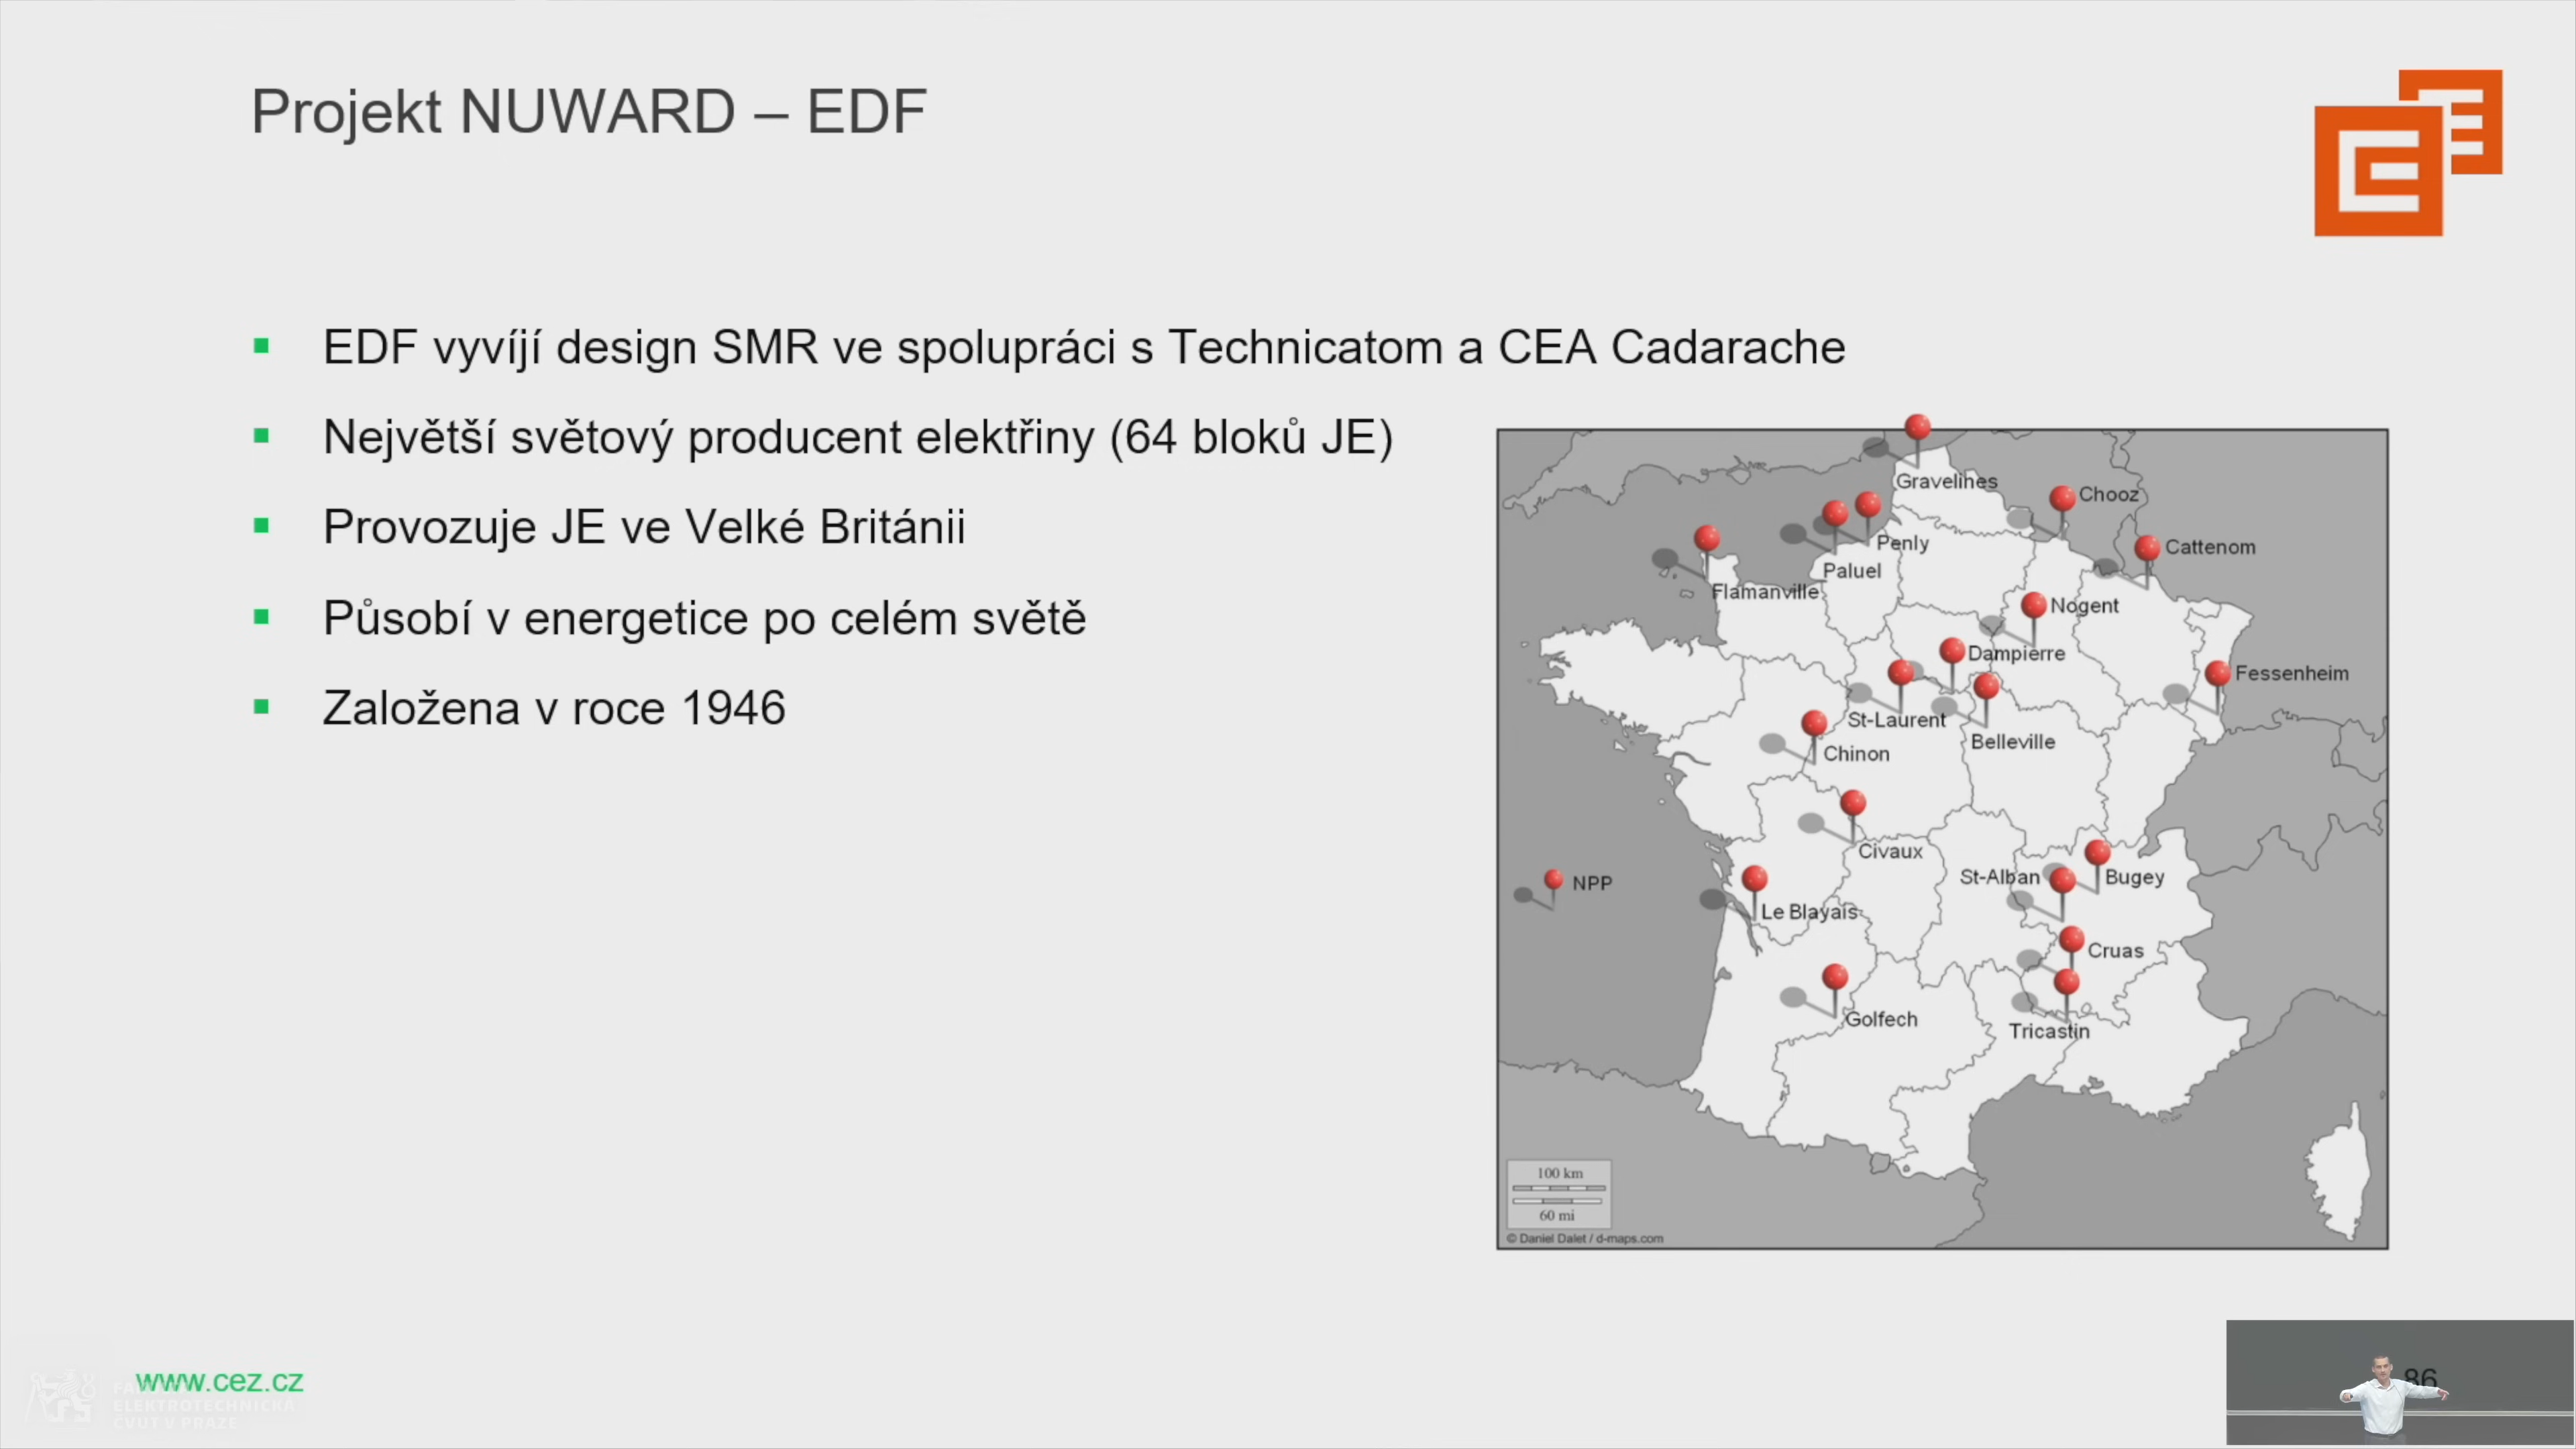 Projekt NUWARD – EDF
EDF vyvíjí design SMR ve spolupráci s Technicatom a CEA Cadarache
Největší světový producent elektřiny (64 bloků JE)
Provozuje JE ve Velké Británii
Působí v energetice po celém světě
Založena v roce 1946
Gravelines
Chooz
Penly
Cattenom
Paluel
Flamanville
Nogent
Dampierre
Fessenheim
St-Laurent
Belleville
Chinon
Civaux
St-Alban
Bugey
NPP
Le Blayais
Cruas
Golfech
Tricastin
100 km
60 mi
© Daniel Dalet / d-maps.com
www.cez.cz
FAKULTA
ELEKTROTECHNICKÁ
ČVUT V PRAZE
86